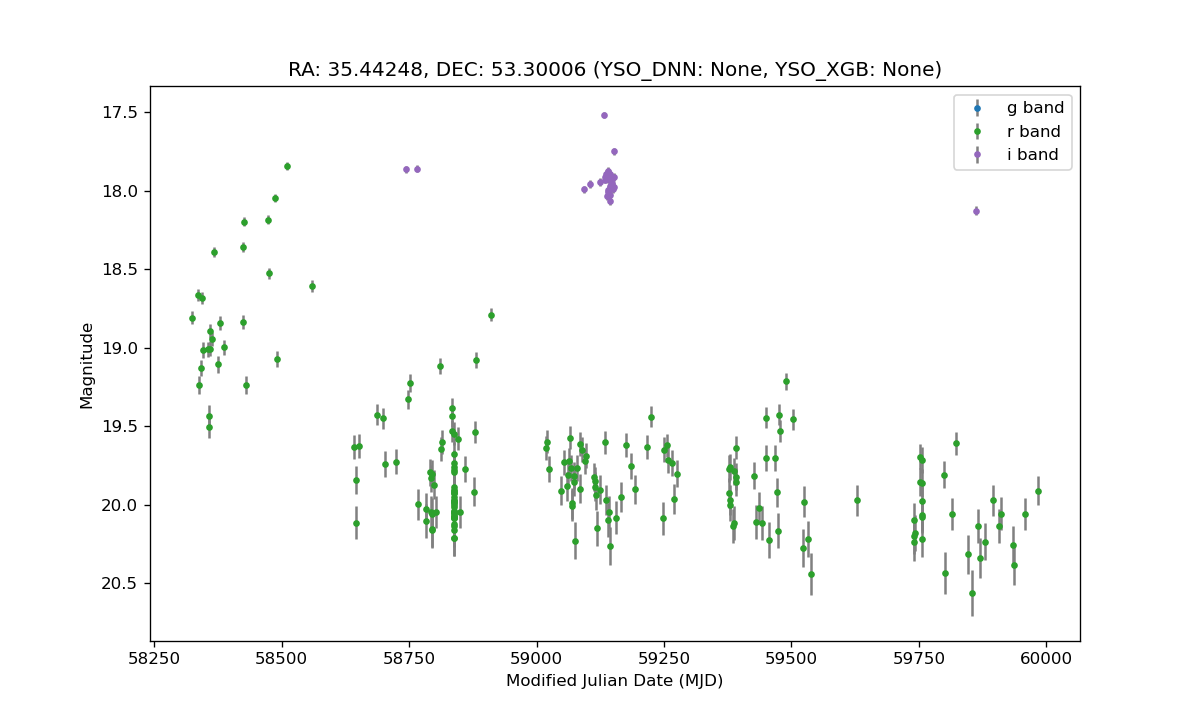 RA: 35.44248, DEC: 53.30006 (YSO_DNN: None, YSO_XGB: None)
g band
r band
i band
17.5
18.0
18.5
19.0
19.5
20.0
20.5
Magnitude
58250 58500 58750 59000 59250 59500 59750 60000
Modified Julian Date (MJD)